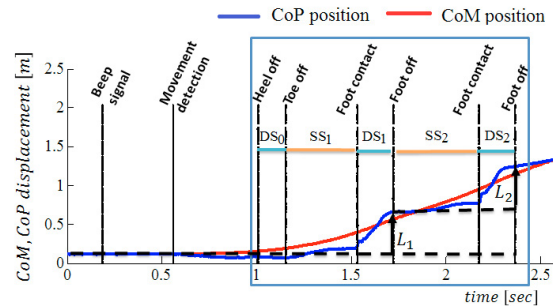 CoP position CoM position
Beep signal
Movement detection
Heel off
Toe off
Foot contact
Foot off
Foot contact
Foot off
DS0 SS1 DS1 SS2 DS2
CoM, CoP displacement [m]
2.5
2
1.5
1
0.5
0
L1
L2
0 0.5 1 1.5 2 2.5
time [sec]